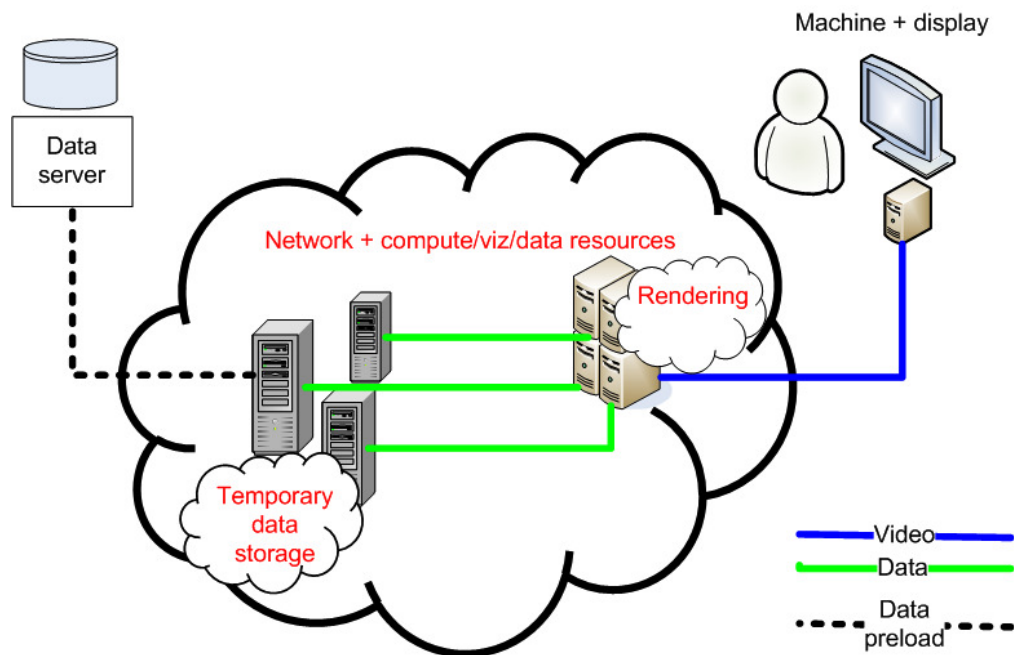 Machine + display
Data
server
Network + compute/viz/data resources
Rendering
Temporary
data
storage
Video
Data
Data
preload